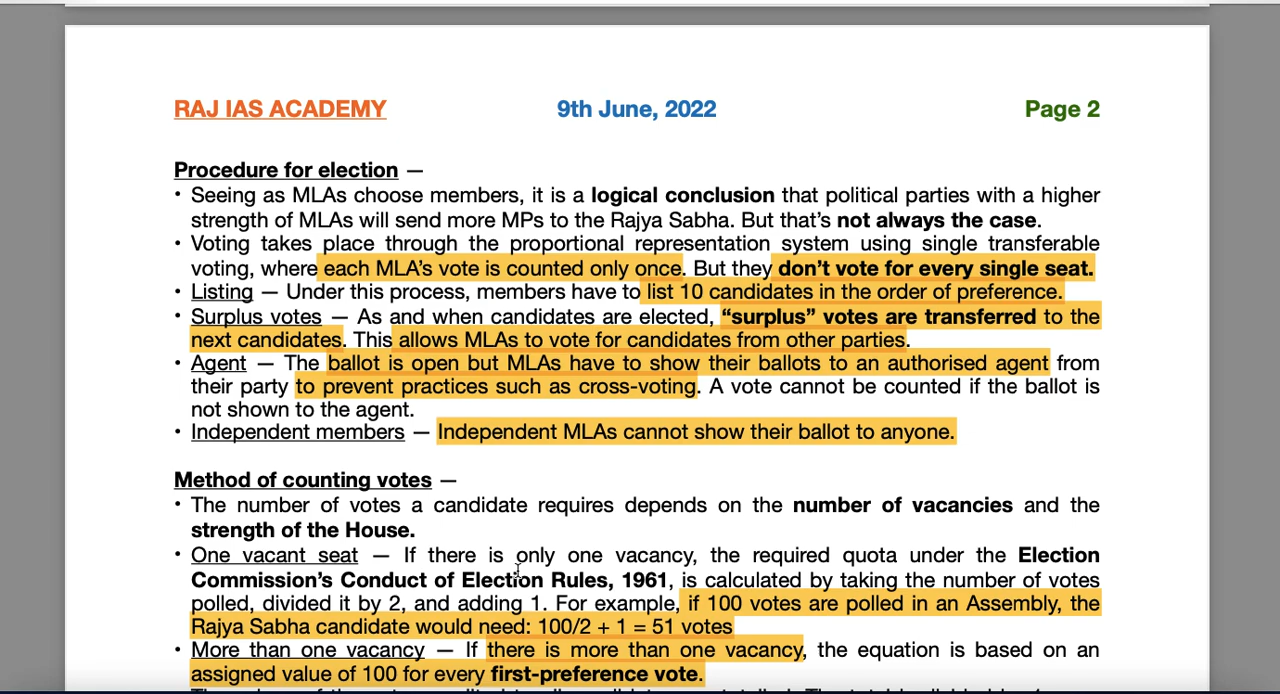 RAJ IAS ACADEMY 9th June, 2022 Page 2
Procedure for election —
• Seeing as MLAs choose members, it is a logical conclusion that political parties with a higher
strength of MLAs will send more MPs to the Rajya Sabha. But that’s not always the case.
• Voting takes place through the proportional representation system using single transferable
voting, where each MLA’s vote is counted only once. But they don’t vote for every single seat.
• Listing — Under this process, members have to list 10 candidates in the order of preference.
• Surplus votes — As and when candidates are elected, “surplus” votes are transferred to the
next candidates. This allows MLAs to vote for candidates from other parties.
• Agent — The ballot is open but MLAs have to show their ballots to an authorised agent from
their party to prevent practices such as cross-voting. A vote cannot be counted if the ballot is
not shown to the agent.
• Independent members — Independent MLAs cannot show their ballot to anyone.
Method of counting votes —
• The number of votes a candidate requires depends on the number of vacancies and the
strength of the House.
• One vacant seat — If there is only one vacancy, the required quota under the Election
Commission’s Conduct of Election Rules, 1961, is calculated by taking the number of votes
polled, divided it by 2, and adding 1. For example, if 100 votes are polled in an Assembly, the
Rajya Sabha candidate would need: 100/2 + 1 = 51 votes
• More than one vacancy — If there is more than one vacancy, the equation is based on an
assigned value of 100 for every first-preference vote.